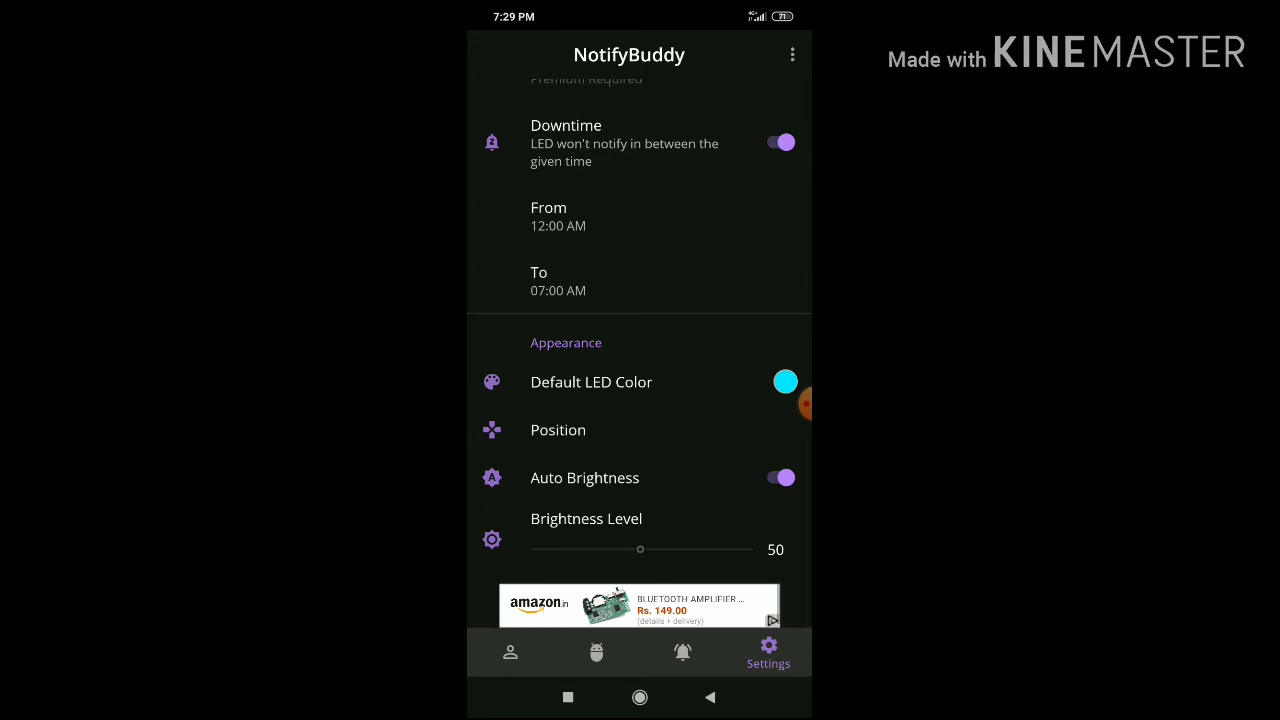 7:29 PM
4G+
71
Made with KINEMASTER
NotifyBuddy
Premium Required
Downtime
LED won't notify in between the
given time
From
12:00 AM
To
07:00 AM
Appearance
Default LED Color
Position
A
Auto Brightness
Brightness Level
50
amazon.in
BLUETOOTH AMPLIFIER ...
Rs. 149.00
(details + delivery)
Settings